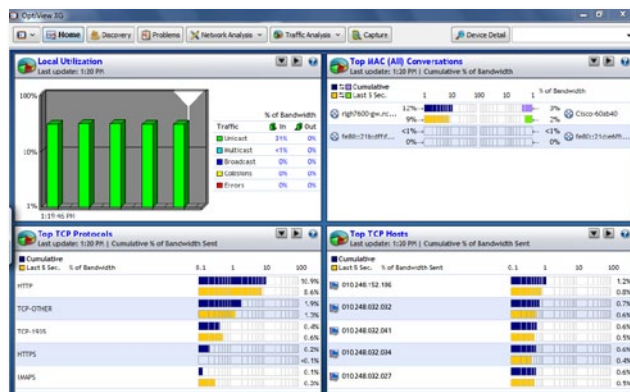 OptiView XG
Home Discovery Problems Network Analysis Traffic Analysis Capture Device Detail
Local Utilization
Last update: 1:20 PM
100%
10%
1%
1:19:46 PM
% of Bandwidth
Traffic In Out
Unicast 31% 0%
Multicast <1% 0%
Broadcast 0% 0%
Collisions 0% 0%
Errors 0% 0%
Top MAC (All) Conversations
Last update: 1:20 PM | Cumulative % of Bandwidth
Cumulative
Last 5 Sec. 1 10 100 10 1 % of Bandwidth
12% 3%
9% 2%
<1% <1%
0% 0%
Top TCP Protocols
Last update: 1:20 PM | Cumulative % of Bandwidth Sent
Cumulative
Last 5 Sec. % of Bandwidth 0.1 1 10 100
HTTP 10.9%
8.6%
TCP-OTHER 1.9%
1.3%
TCP-1935 0.4%
0.6%
HTTPS 0.2%
<0.1%
IMAPS 0.1%
0.3%
Top TCP Hosts
Last update: 1:20 PM | Cumulative % of Bandwidth Sent
Cumulative
Last 5 Sec. % of Bandwidth Sent 0.1 1 10 100
010.248.152.186 1.2%
0.8%
010.248.032.032 0.7%
0.6%
010.248.032.041 0.6%
0.5%
010.248.032.034 0.6%
0.4%
010.248.032.027 0.6%